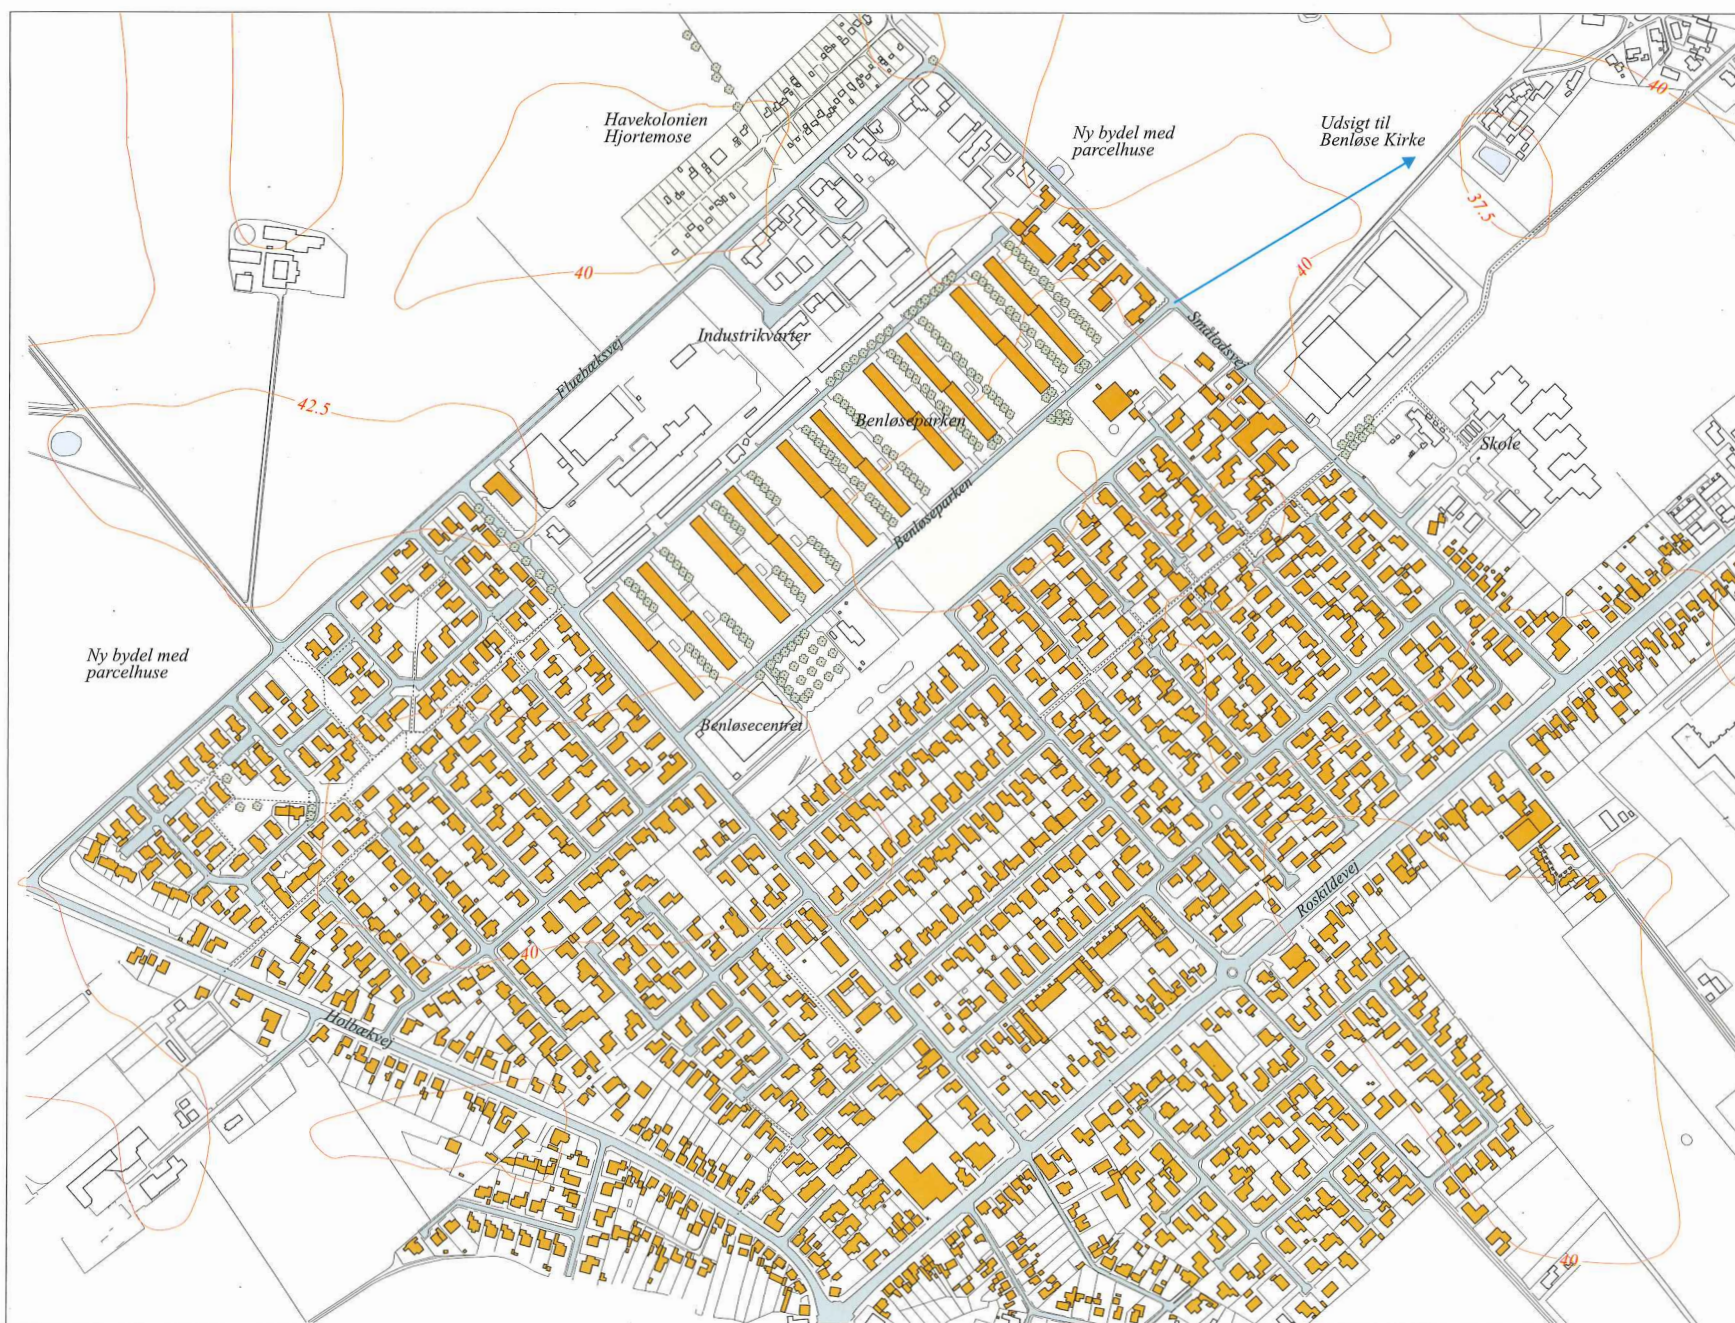 Havekolonien
Hjortemose
Ny bydel med
parcelhuse
Udsigt til
Benløse Kirke
40
37.5
40
40
Smålodsvej
Industrikvarter
Fluebæksvej
42.5
Benløseparken
Skole
Benløseparken
Ny bydel med
parcelhuse
Benløsecentret
Roskildevej
40
Holbækvej
40